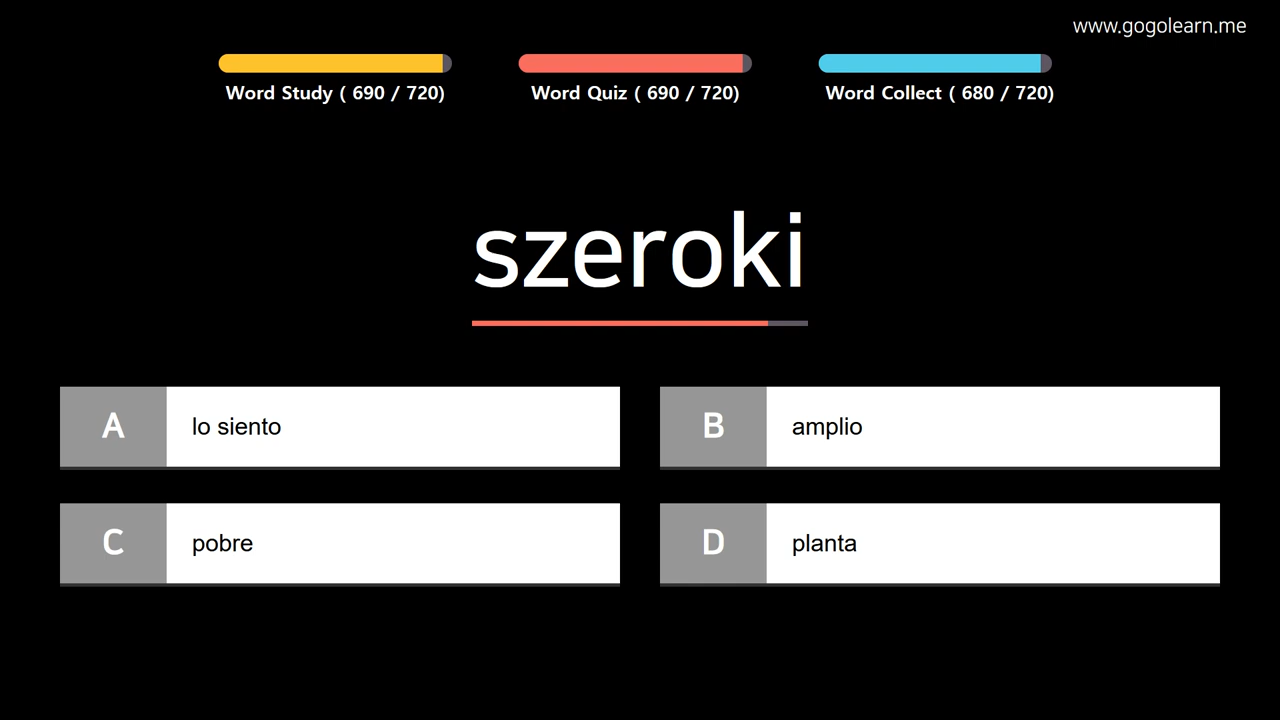 www.gogolearn.me
Word Study ( 690 / 720)
Word Quiz ( 690 / 720)
Word Collect ( 680 / 720)
szeroki
A
lo siento
B
amplio
C
pobre
D
planta